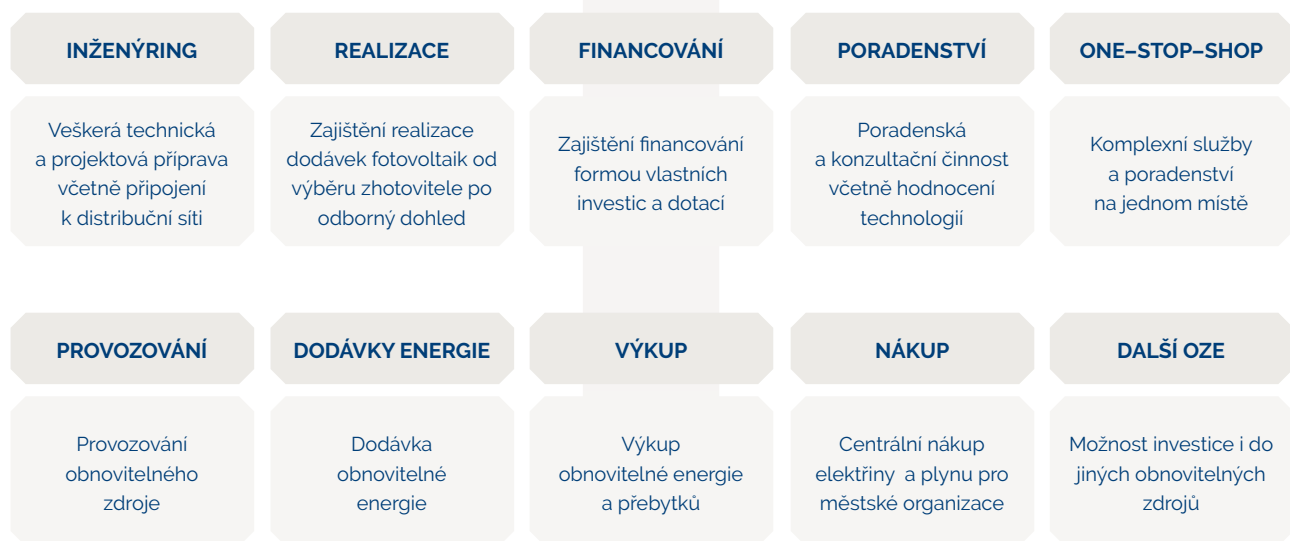 INŽENÝRING
Veškerá technická
a projektová příprava
včetně připojení
k distribuční síti
REALIZACE
Zajištění realizace
dodávek fotovoltaik od
výběru zhotovitele po
odborný dohled
FINANCOVÁNÍ
Zajištění financování
formou vlastních
investic a dotací
PORADENSTVÍ
Poradenská
a konzultační činnost
včetně hodnocení
technologií
ONE–STOP–SHOP
Komplexní služby
a poradenství
na jednom místě
PROVOZOVÁNÍ
Provozování
obnovitelného
zdroje
DODÁVKY ENERGIE
Dodávka
obnovitelné
energie
VÝKUP
Výkup
obnovitelné energie
a přebytků
NÁKUP
Centrální nákup
elektřiny a plynu pro
městské organizace
DALŠÍ OZE
Možnost investice i do
jiných obnovitelných
zdrojů